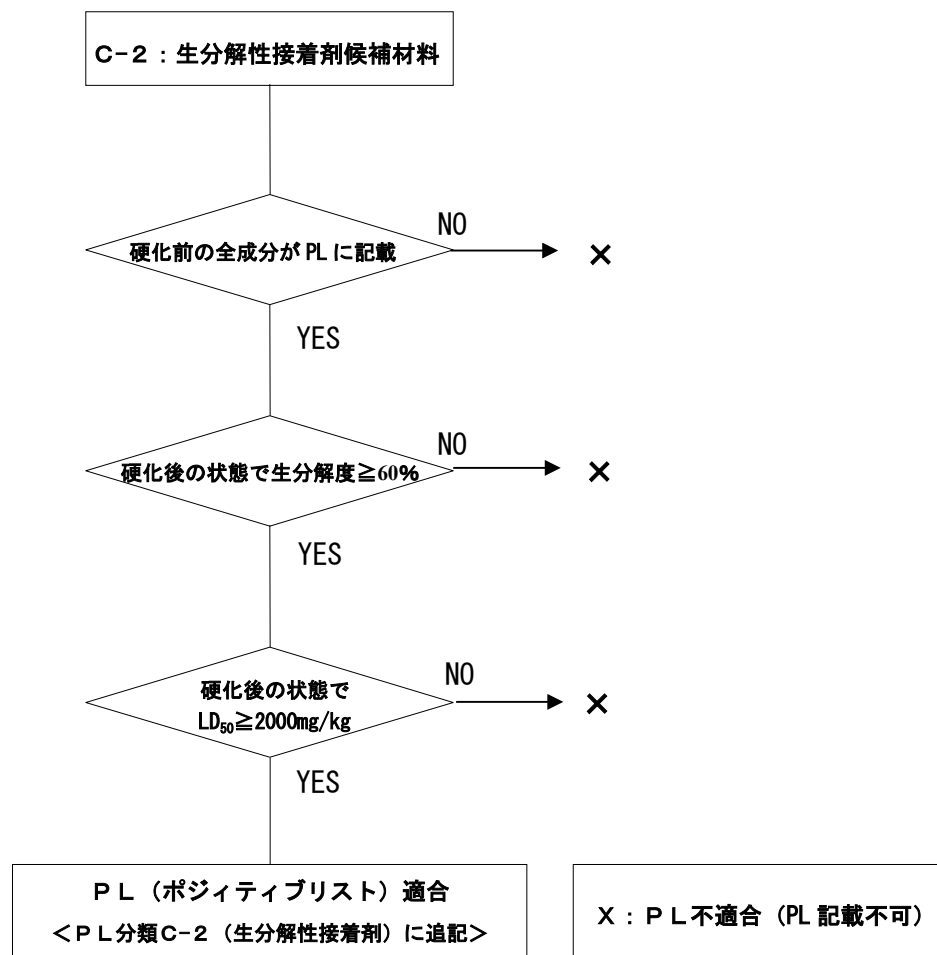 C-2：生分解性接着剤候補材料
硬化前の全成分が PL に記載
NO
×
YES
硬化後の状態で生分解度≧60%
NO
×
YES
硬化後の状態で
LD₅₀≧2000mg/kg
NO
×
YES
ＰＬ（ポジィティブリスト）適合
＜ＰＬ分類C-2（生分解性接着剤）に追記＞
X：ＰＬ不適合（PL 記載不可）